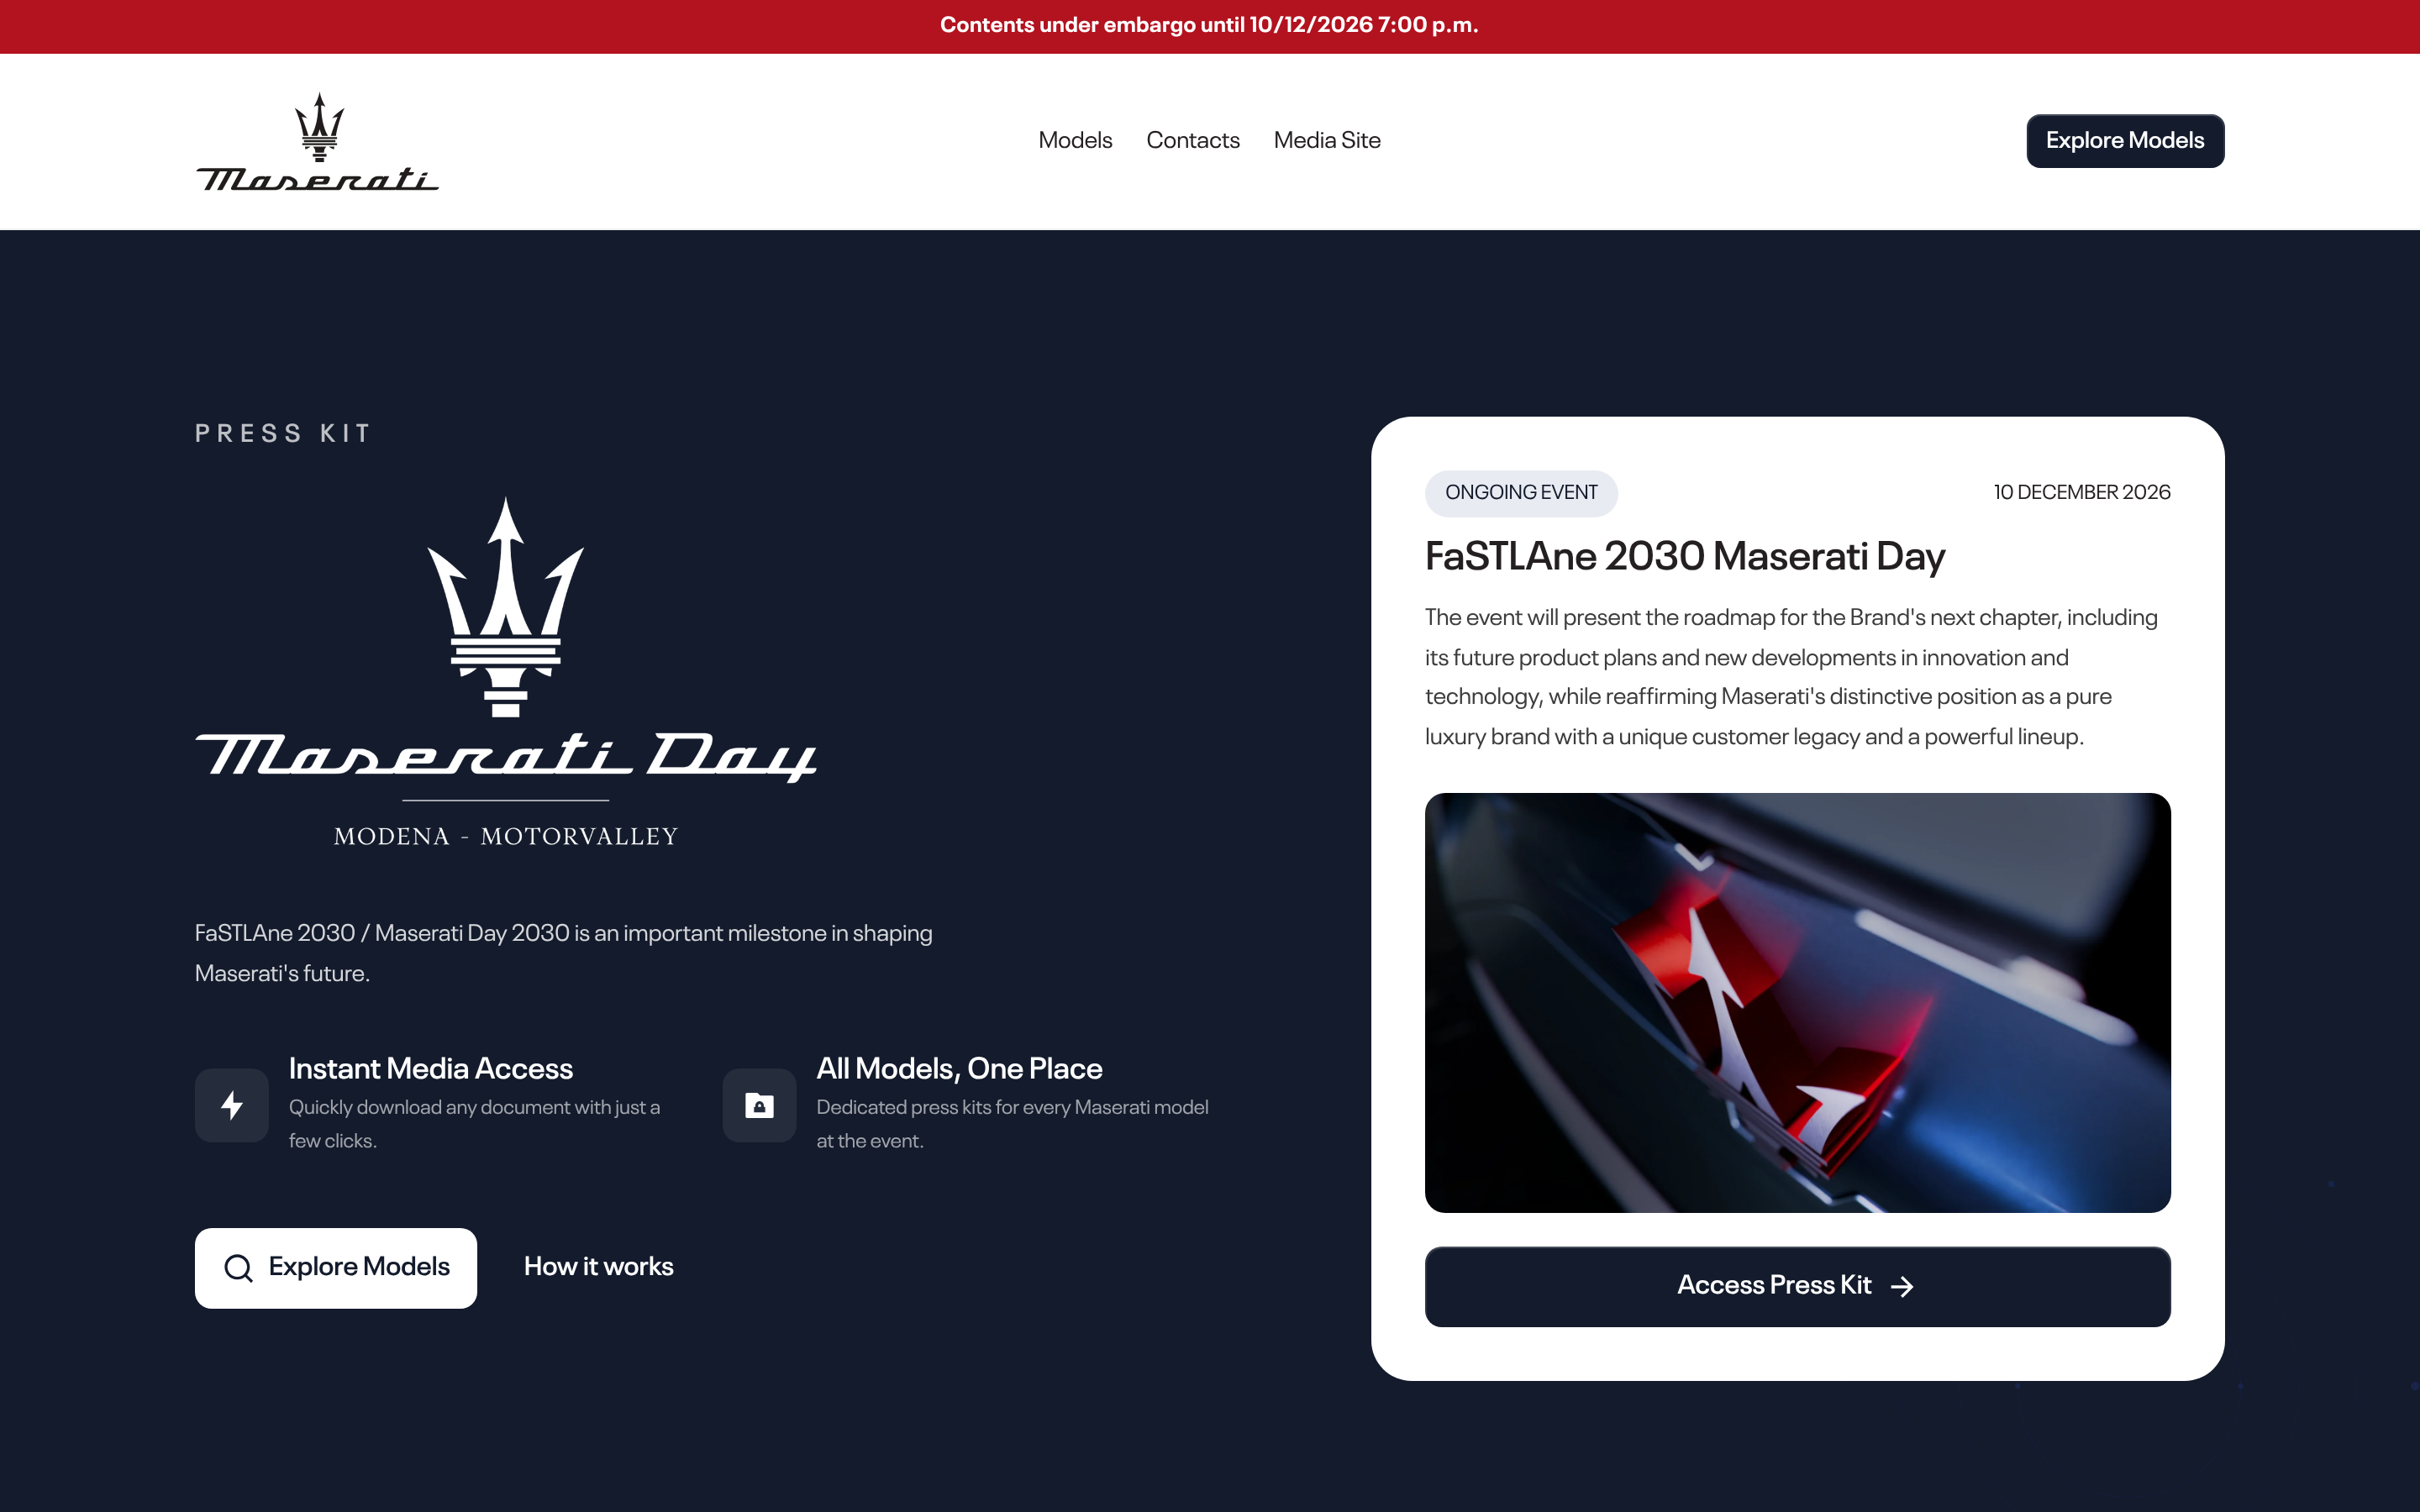 Contents under embargo until 10/12/2026 7:00 p.m.
Maserati
Models
Contacts
Media Site
Explore Models
PRESS KIT
Maserati Day
MODENA - MOTORVALLEY
FaSTLAne 2030 / Maserati Day 2030 is an important milestone in shaping
Maserati's future.
Instant Media Access
Quickly download any document with just a
few clicks.
All Models, One Place
Dedicated press kits for every Maserati model
at the event.
Explore Models
How it works
ONGOING EVENT
10 DECEMBER 2026
FaSTLAne 2030 Maserati Day
The event will present the roadmap for the Brand's next chapter, including
its future product plans and new developments in innovation and
technology, while reaffirming Maserati's distinctive position as a pure
luxury brand with a unique customer legacy and a powerful lineup.
Access Press Kit